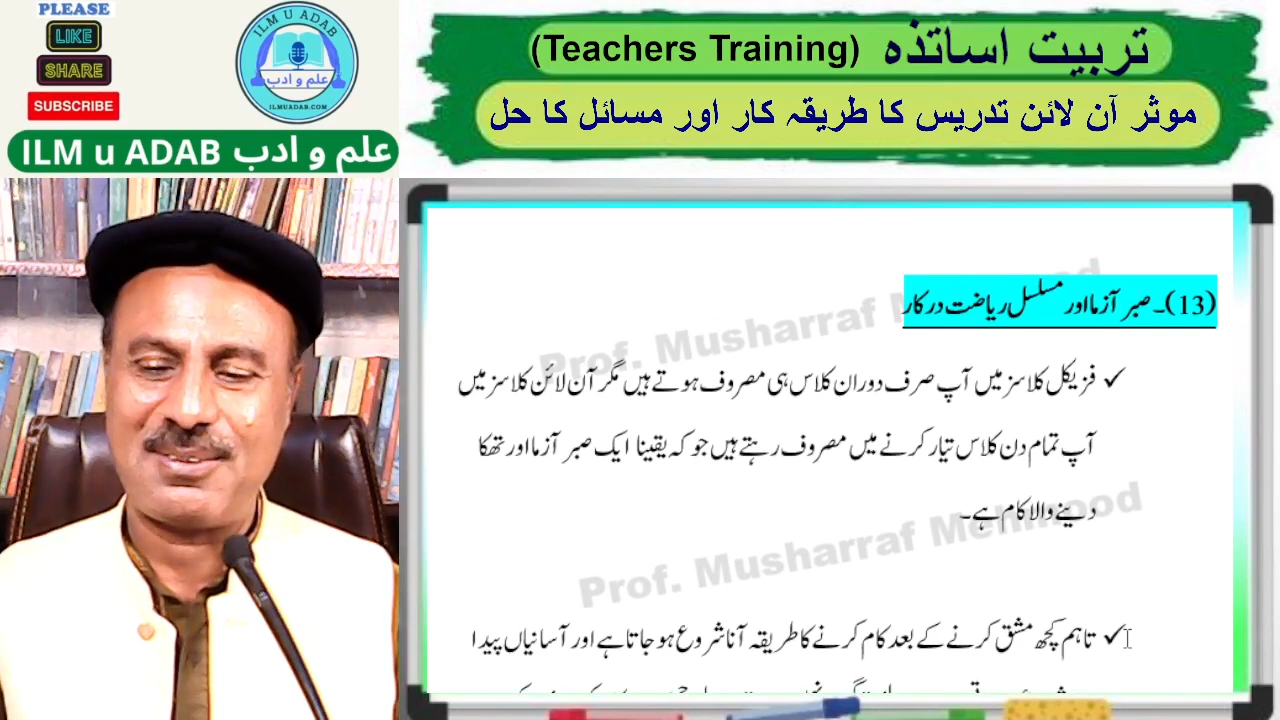 PLEASE
LIKE
SHARE
SUBSCRIBE
ILM U ADAB
علم و ادب
ILMUADAB.COM
ILM u ADAB علم و ادب
تربیت اساتذہ (Teachers Training)
موثر آن لائن تدریس کا طریقہ کار اور مسائل کا حل
(13)۔ صبر آزما اور مسلسل ریاضت درکار
✓ فزیکل کلاسز میں آپ صرف دوران کلاس ہی مصروف ہوتے ہیں مگر آن لائن کلاسز میں
آپ تمام دن کلاس تیار کرنے میں مصروف رہتے ہیں جو کہ یقینا ایک صبر آزما اور تھکا
دینے والا کام ہے۔
✓ تاہم کچھ مشق کرنے کے بعد کام کرنے کا طریقہ آنا شروع ہو جاتا ہے اور آسانیاں پیدا
Prof. Musharraf Mehmood
Prof. Musharraf Mehmood